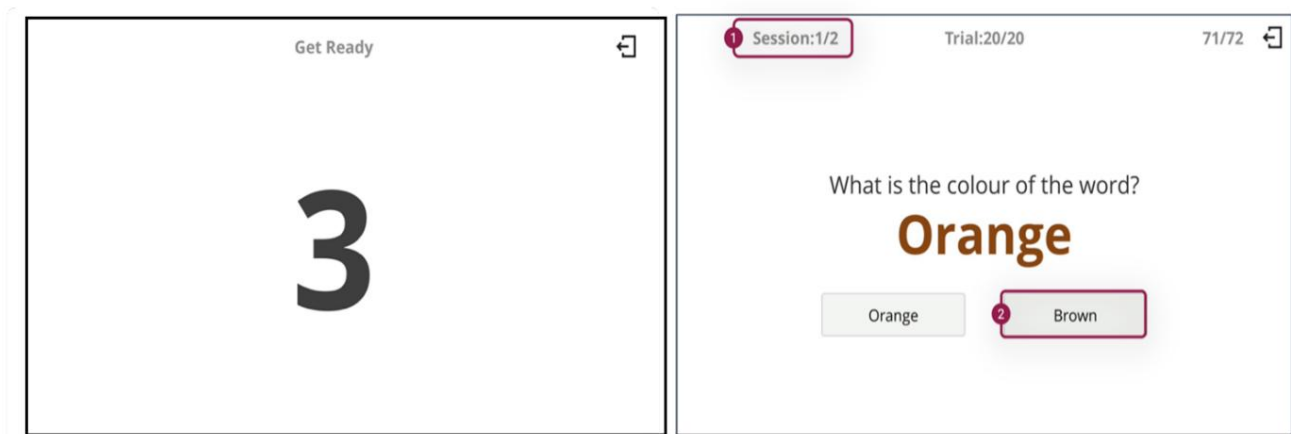 Get Ready
3
1 Session:1/2 Trial:20/20 71/72
What is the colour of the word?
Orange
Orange 2 Brown